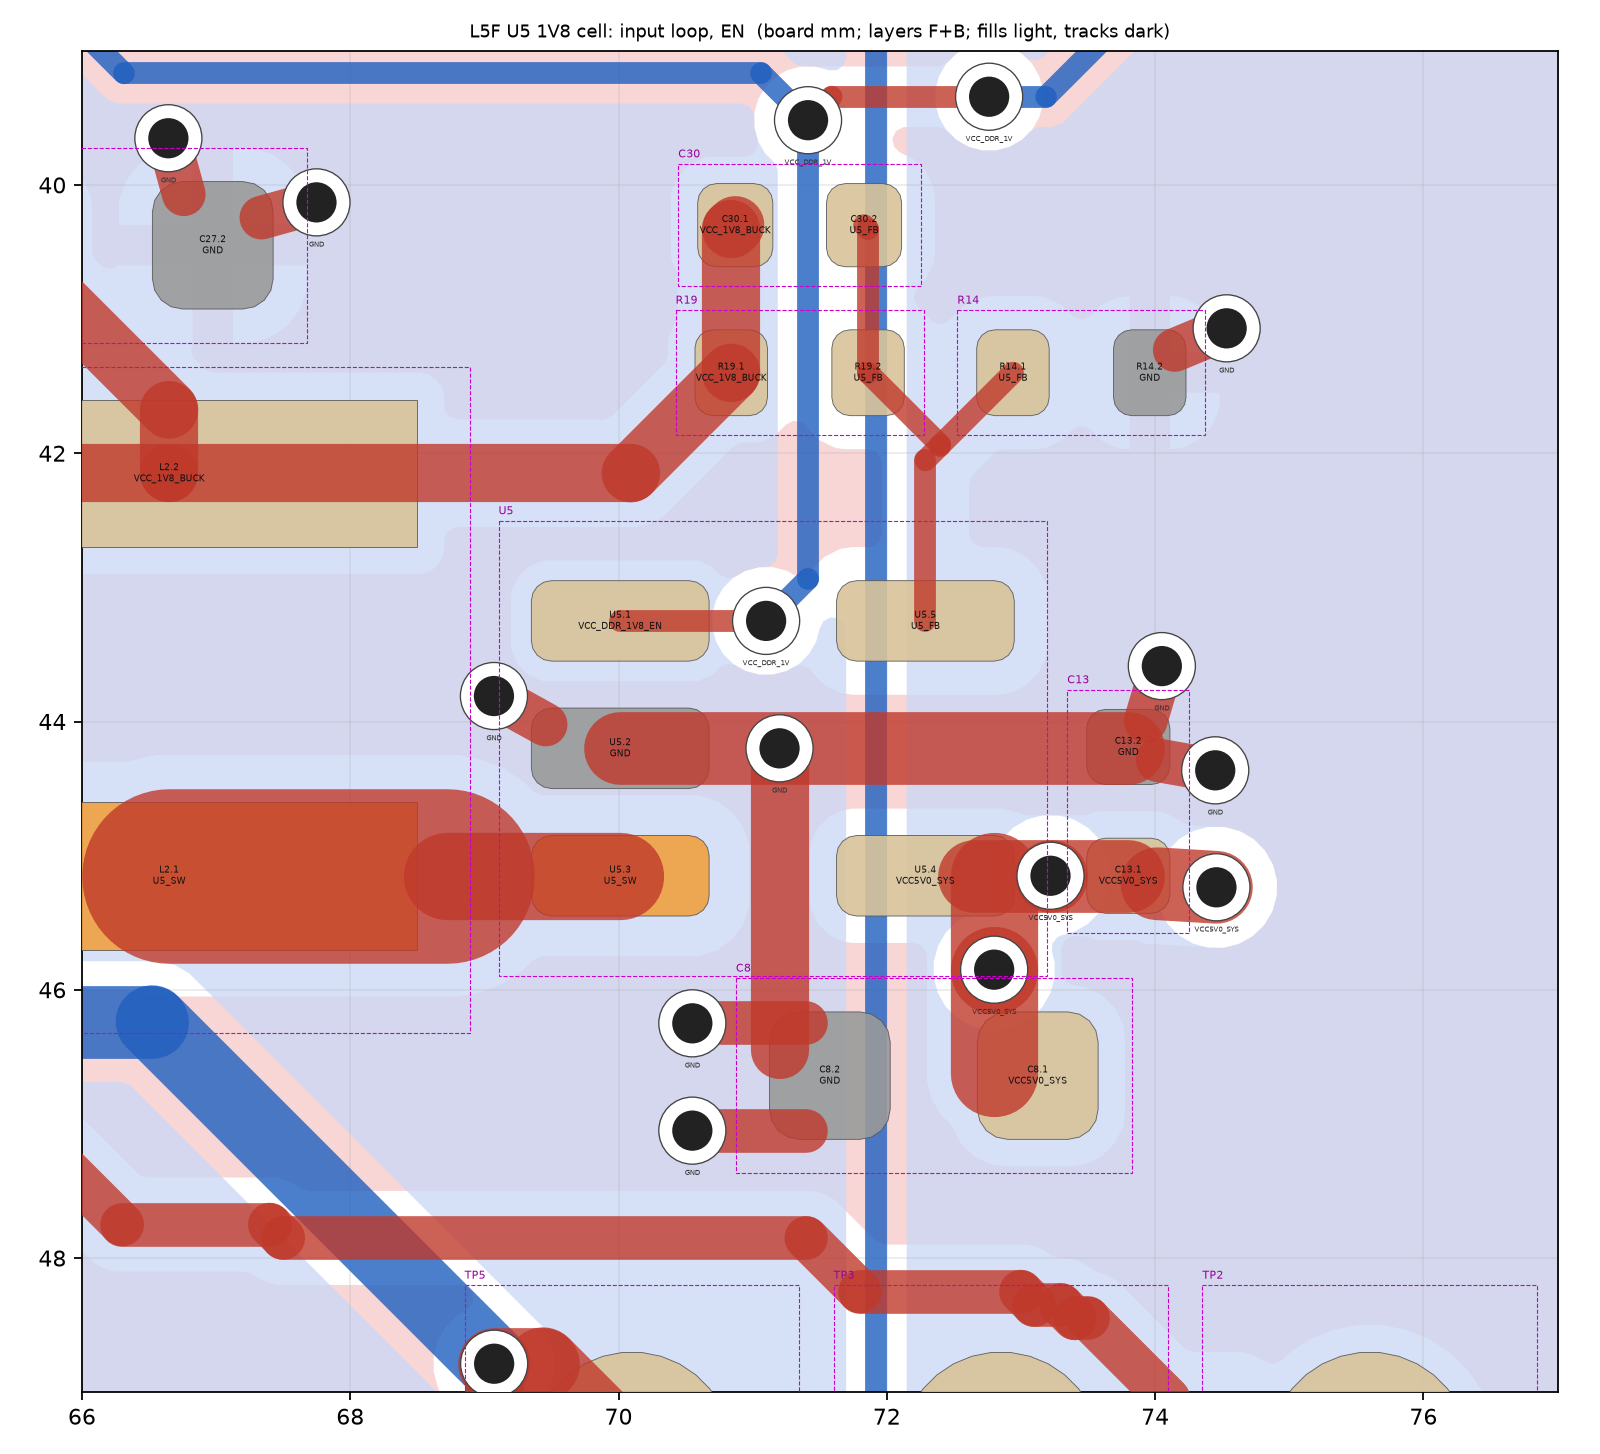 L5F U5 1V8 cell: input loop, EN  (board mm; layers F+B; fills light, tracks dark)
VCC_DDR_1V
VCC_DDR_1V
40
GND
C30
C30.1
VCC_1V8_BUCK
C30.2
U5_FB
C27.2
GND
GND
R19
R14
R19.1
VCC_1V8_BUCK
R19.2
U5_FB
R14.1
U5_FB
R14.2
GND
GND
42
L2.2
VCC_1V8_BUCK
U5
U5.1
VCC_DDR_1V8_EN
U5.5
U5_FB
VCC_DDR_1V
C13
GND
44
GND
U5.2
GND
C13.2
GND
GND
GND
L2.1
U5_SW
U5.3
U5_SW
U5.4
VCC5V0_SYS
C13.1
VCC5V0_SYS
VCC5V0_SYS
VCC5V0_SYS
46
C8
VCC5V0_SYS
GND
C8.2
GND
C8.1
VCC5V0_SYS
GND
48
TP5
TP3
TP2
66
68
70
72
74
76